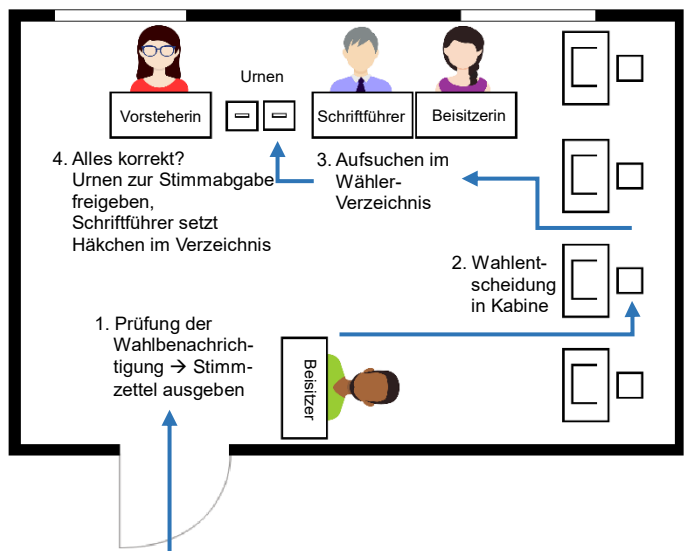 Urnen
Vorsteherin
Schriftführer
Beisitzerin
4. Alles korrekt?
Urnen zur Stimmabgabe
freigeben,
Schriftführer setzt
Häkchen im Verzeichnis
3. Aufsuchen im
Wähler-
Verzeichnis
2. Wahlent-
scheidung
in Kabine
1. Prüfung der
Wahlbenachrich-
tigung → Stimm-
zettel ausgeben
Beisitzer